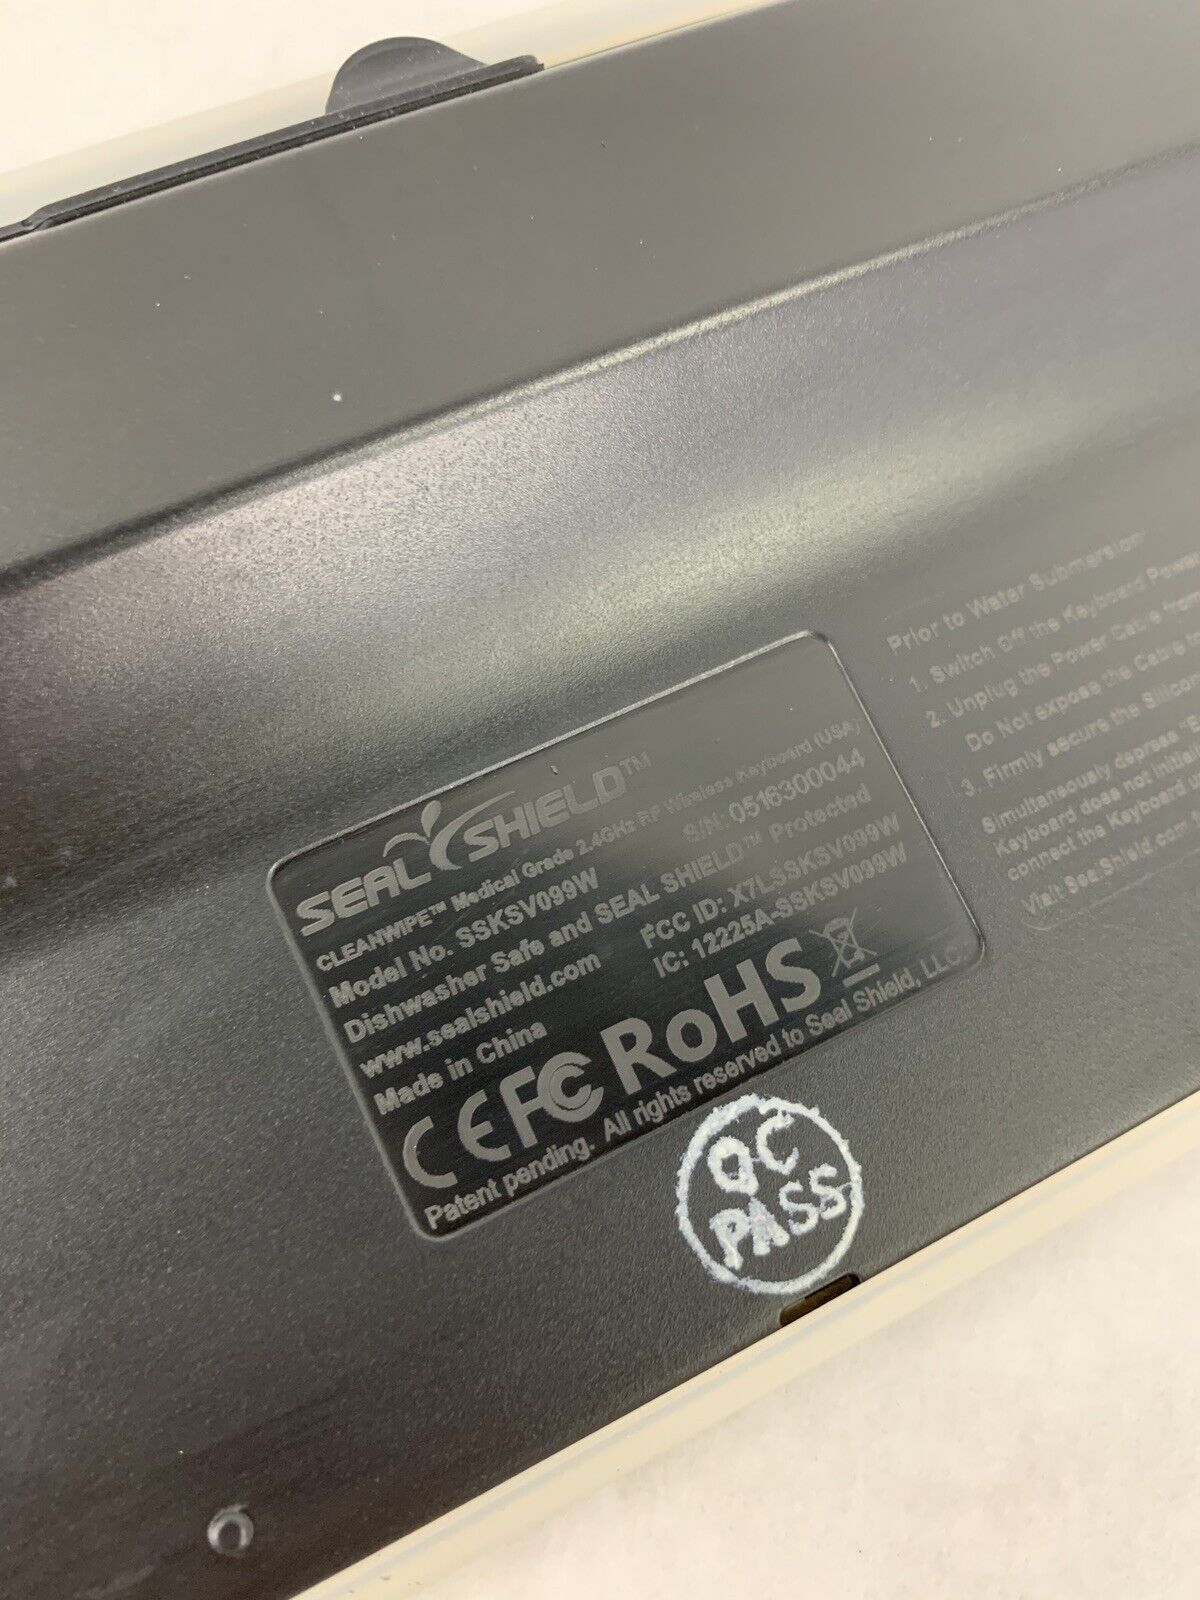 SEAL SHIELD™
CLEANWIPE™ Medical Grade 2.4GHz RF Wireless Keyboard (USA)
Model No. SSKSV099W S/N: 0516300044
Dishwasher Safe and SEAL SHIELD™ Protected
www.sealshield.com FCC ID: X7LSSKSV099W
Made in China IC: 12225A-SSKSV099W
CE FC RoHS
Patent pending. All rights reserved to Seal Shield, LLC.
QC
PASS
Prior to Water Submersion:
1. Switch Off the Keyboard Power
2. Unplug the Power Cable from
Do Not expose the Cable
3. Firmly secure the Silicon
Simultaneously depress "E
Keyboard does not initial
connect the Keyboard
Visit SealShield.com